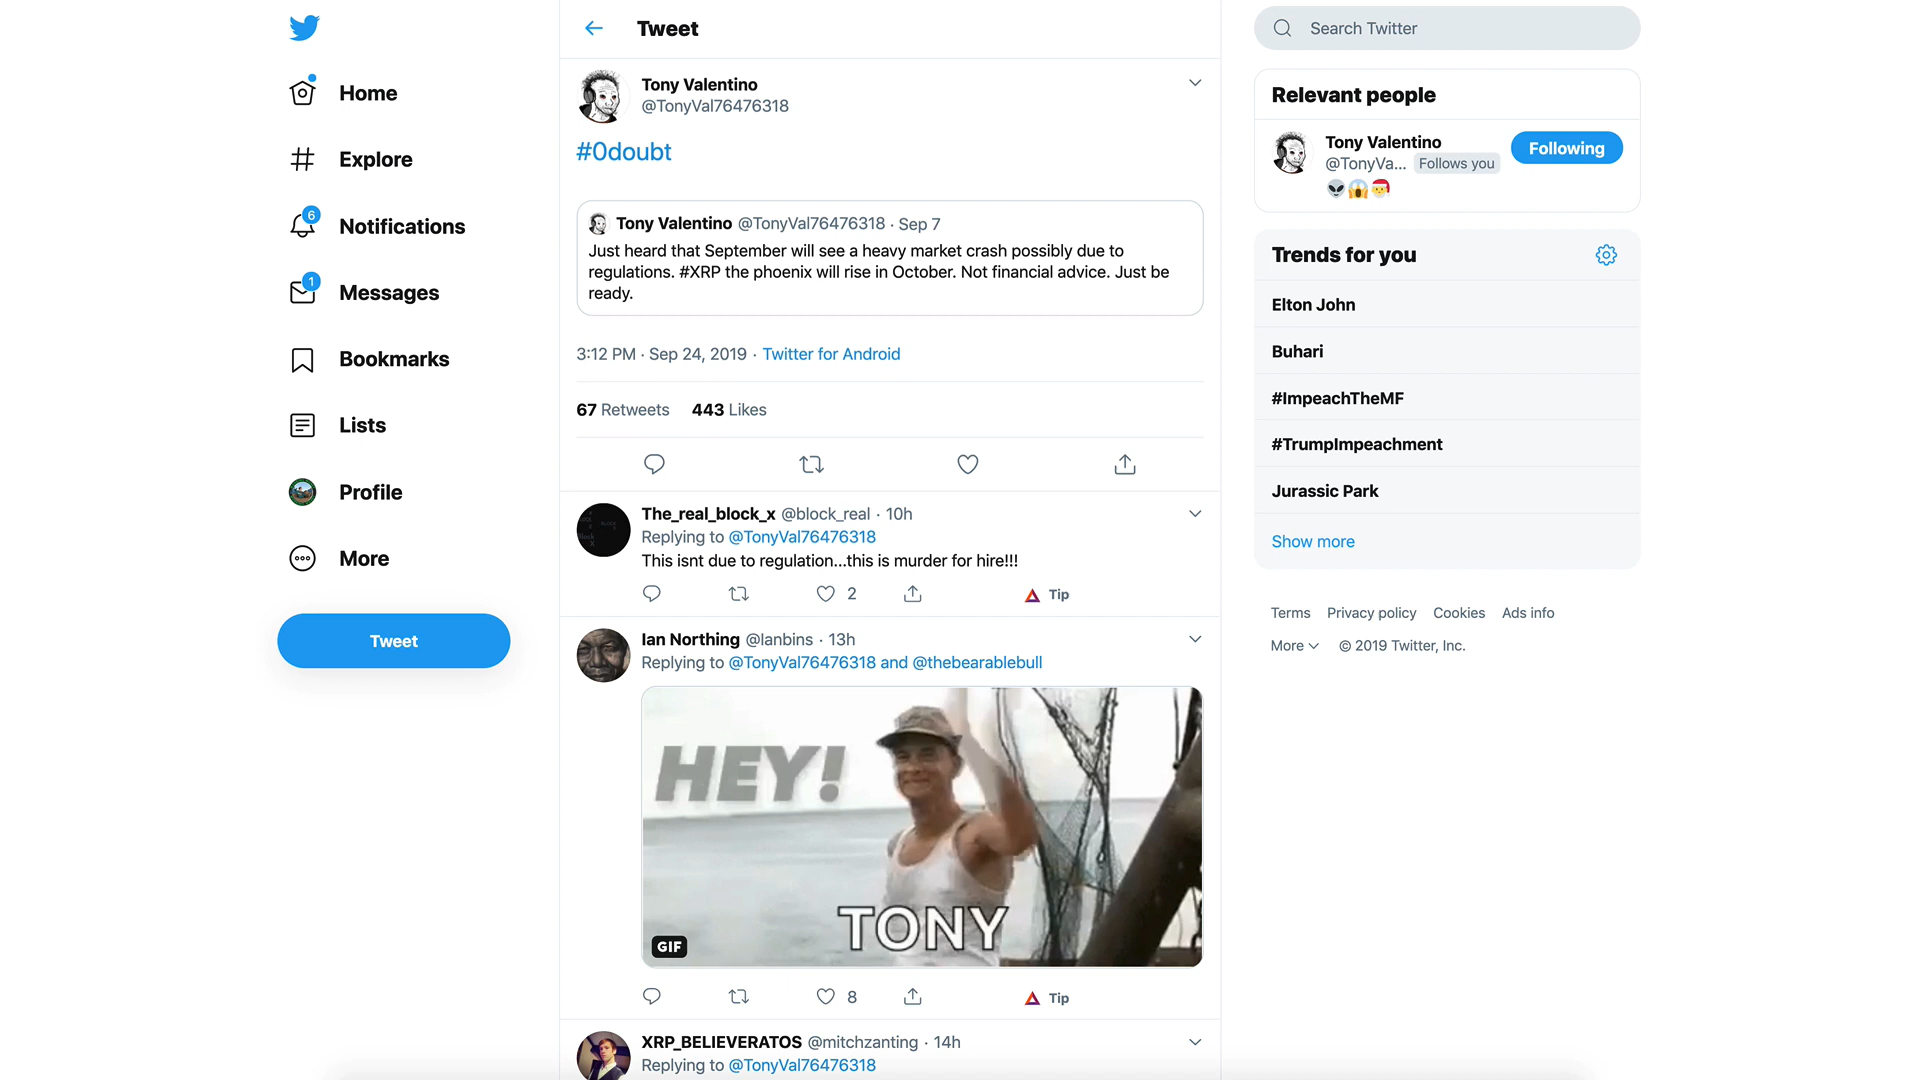 Home
Explore
6
Notifications
1
Messages
Bookmarks
Lists
Profile
More
Tweet
Tweet
Tony Valentino
@TonyVal76476318
#0doubt
Tony Valentino @TonyVal76476318 · Sep 7
Just heard that September will see a heavy market crash possibly due to
regulations. #XRP the phoenix will rise in October. Not financial advice. Just be
ready.
3:12 PM · Sep 24, 2019 · Twitter for Android
67 Retweets 443 Likes
The_real_block_x @block_real · 10h
Replying to @TonyVal76476318
This isnt due to regulation...this is murder for hire!!!
2
Tip
Ian Northing @Ianbins · 13h
Replying to @TonyVal76476318 and @thebearablebull
HEY!
TONY
GIF
8
Tip
XRP_BELIEVERATOS @mitchzanting · 14h
Replying to @TonyVal76476318
Search Twitter
Relevant people
Tony Valentino
@TonyVa... Follows you
Following
Trends for you
Elton John
Buhari
#ImpeachTheMF
#TrumpImpeachment
Jurassic Park
Show more
Terms Privacy policy Cookies Ads info
More © 2019 Twitter, Inc.